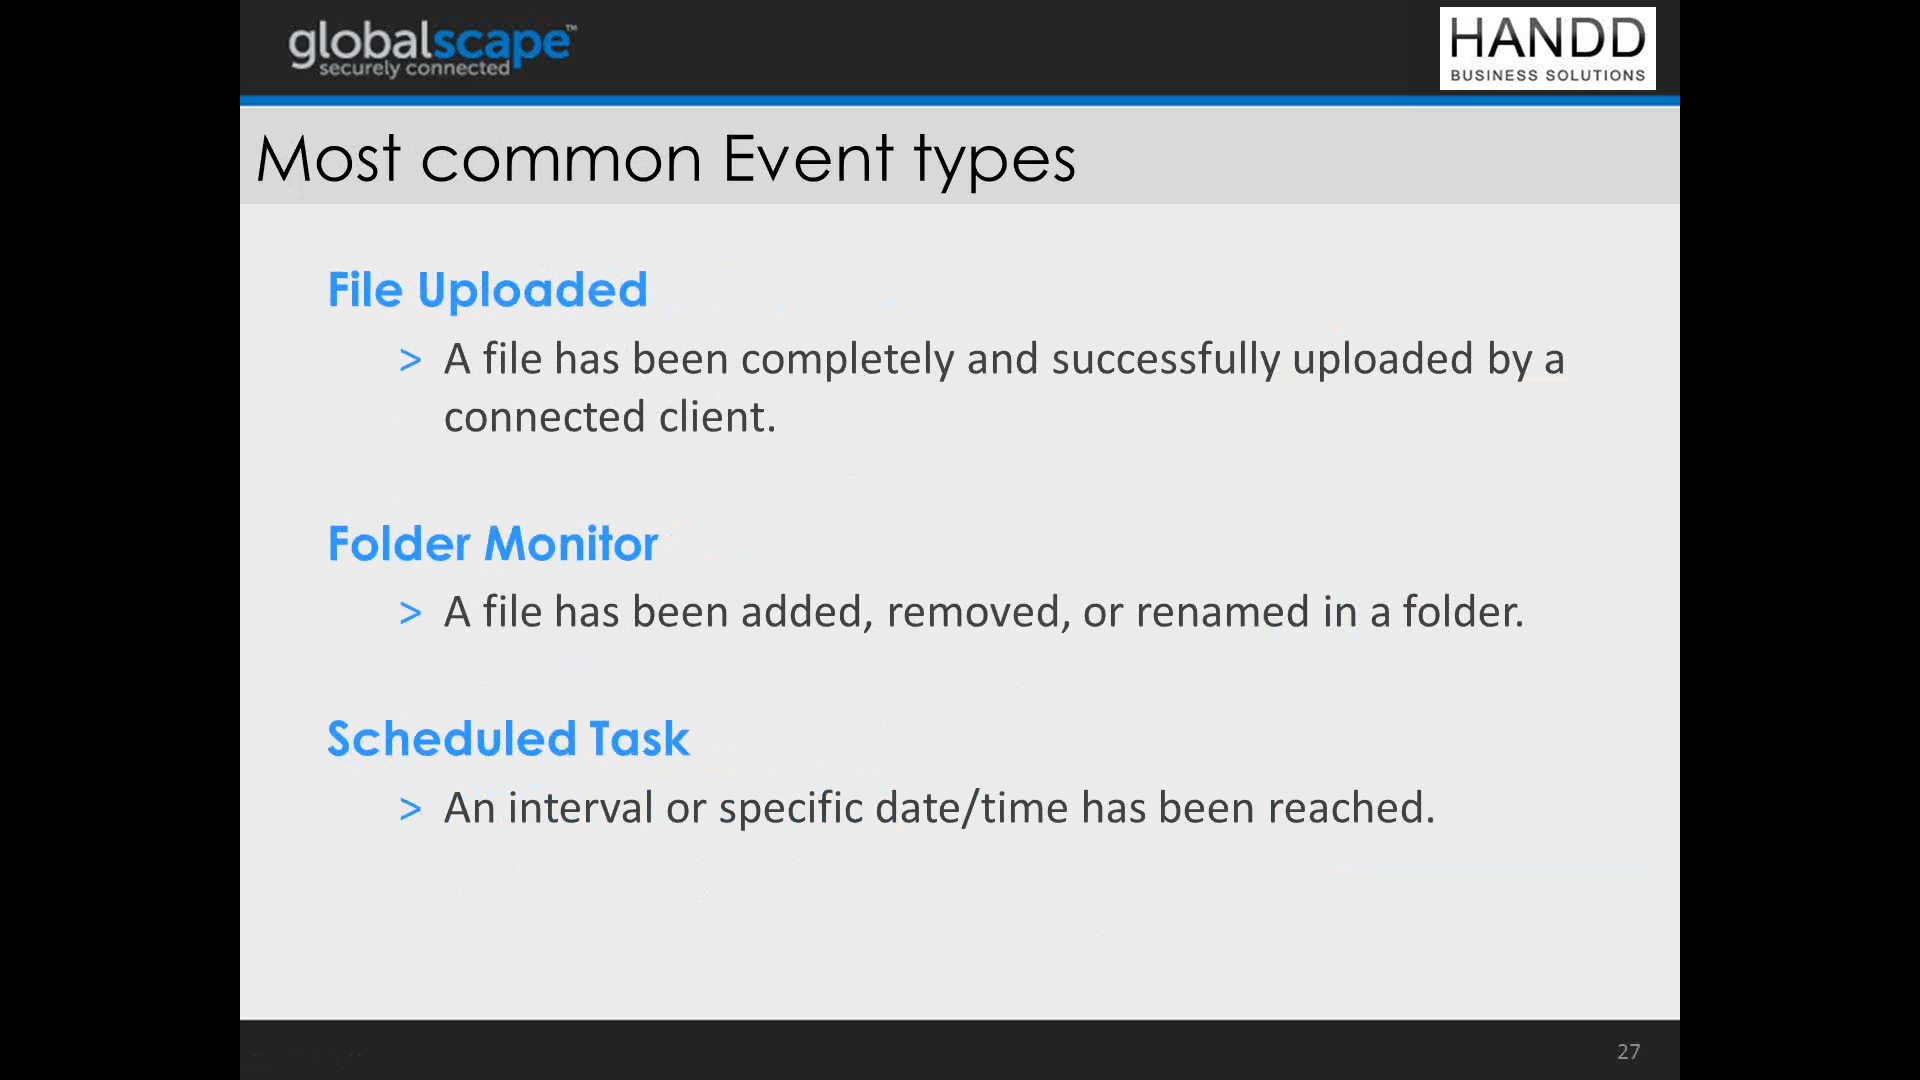 globalscape™
securely connected
HANDD
BUSINESS SOLUTIONS
Most common Event types
File Uploaded
> A file has been completely and successfully uploaded by a
connected client.
Folder Monitor
> A file has been added, removed, or renamed in a folder.
Scheduled Task
> An interval or specific date/time has been reached.
27